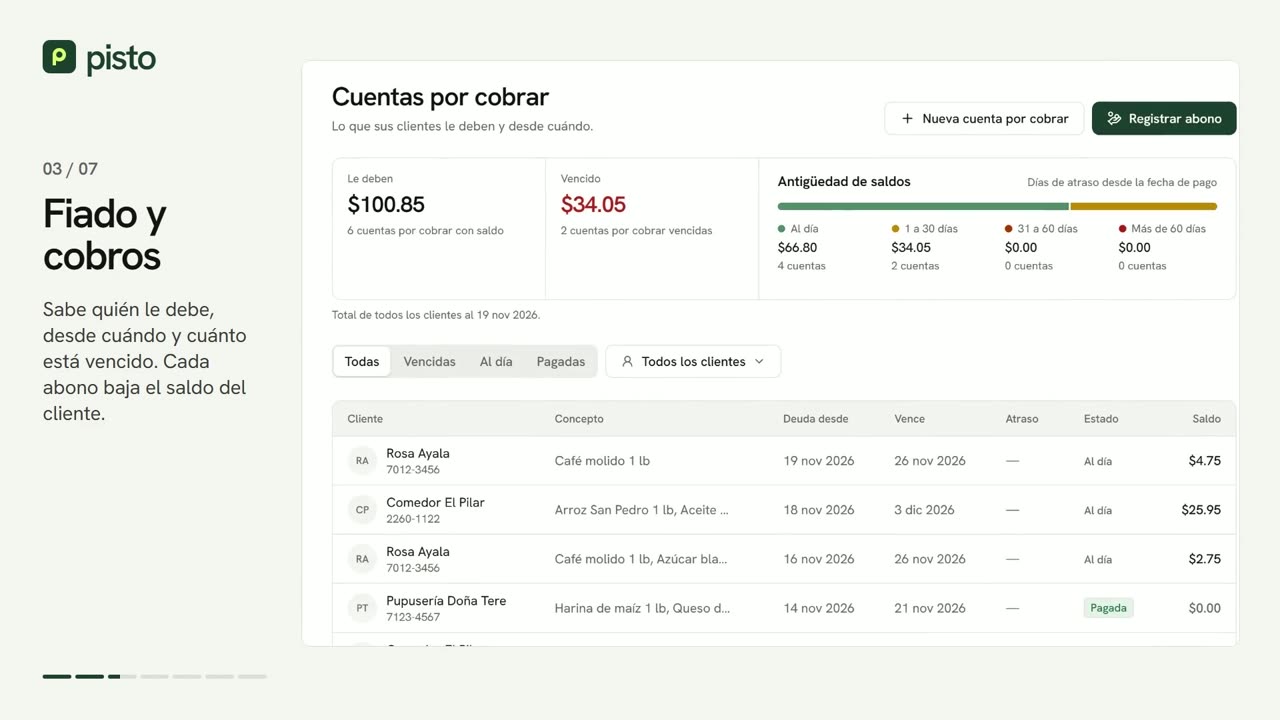 pisto
03 / 07
Fiado y
cobros
Sabe quién le debe,
desde cuándo y cuánto
está vencido. Cada
abono baja el saldo del
cliente.
Cuentas por cobrar
Lo que sus clientes le deben y desde cuándo.
Nueva cuenta por cobrar
Registrar abono
Le deben
$100.85
6 cuentas por cobrar con saldo
Vencido
$34.05
2 cuentas por cobrar vencidas
Antigüedad de saldos
Días de atraso desde la fecha de pago
Al día
$66.80
4 cuentas
1 a 30 días
$34.05
2 cuentas
31 a 60 días
$0.00
0 cuentas
Más de 60 días
$0.00
0 cuentas
Total de todos los clientes al 19 nov 2026.
Todas Vencidas Al día Pagadas Todos los clientes
Cliente Concepto Deuda desde Vence Atraso Estado Saldo
RA Rosa Ayala 7012-3456 Café molido 1 lb 19 nov 2026 26 nov 2026 — Al día $4.75
CP Comedor El Pilar 2260-1122 Arroz San Pedro 1 lb, Aceite ... 18 nov 2026 3 dic 2026 — Al día $25.95
RA Rosa Ayala 7012-3456 Café molido 1 lb, Azúcar bla... 16 nov 2026 26 nov 2026 — Al día $2.75
PT Pupusería Doña Tere 7123-4567 Harina de maíz 1 lb, Queso d... 14 nov 2026 21 nov 2026 — Pagada $0.00